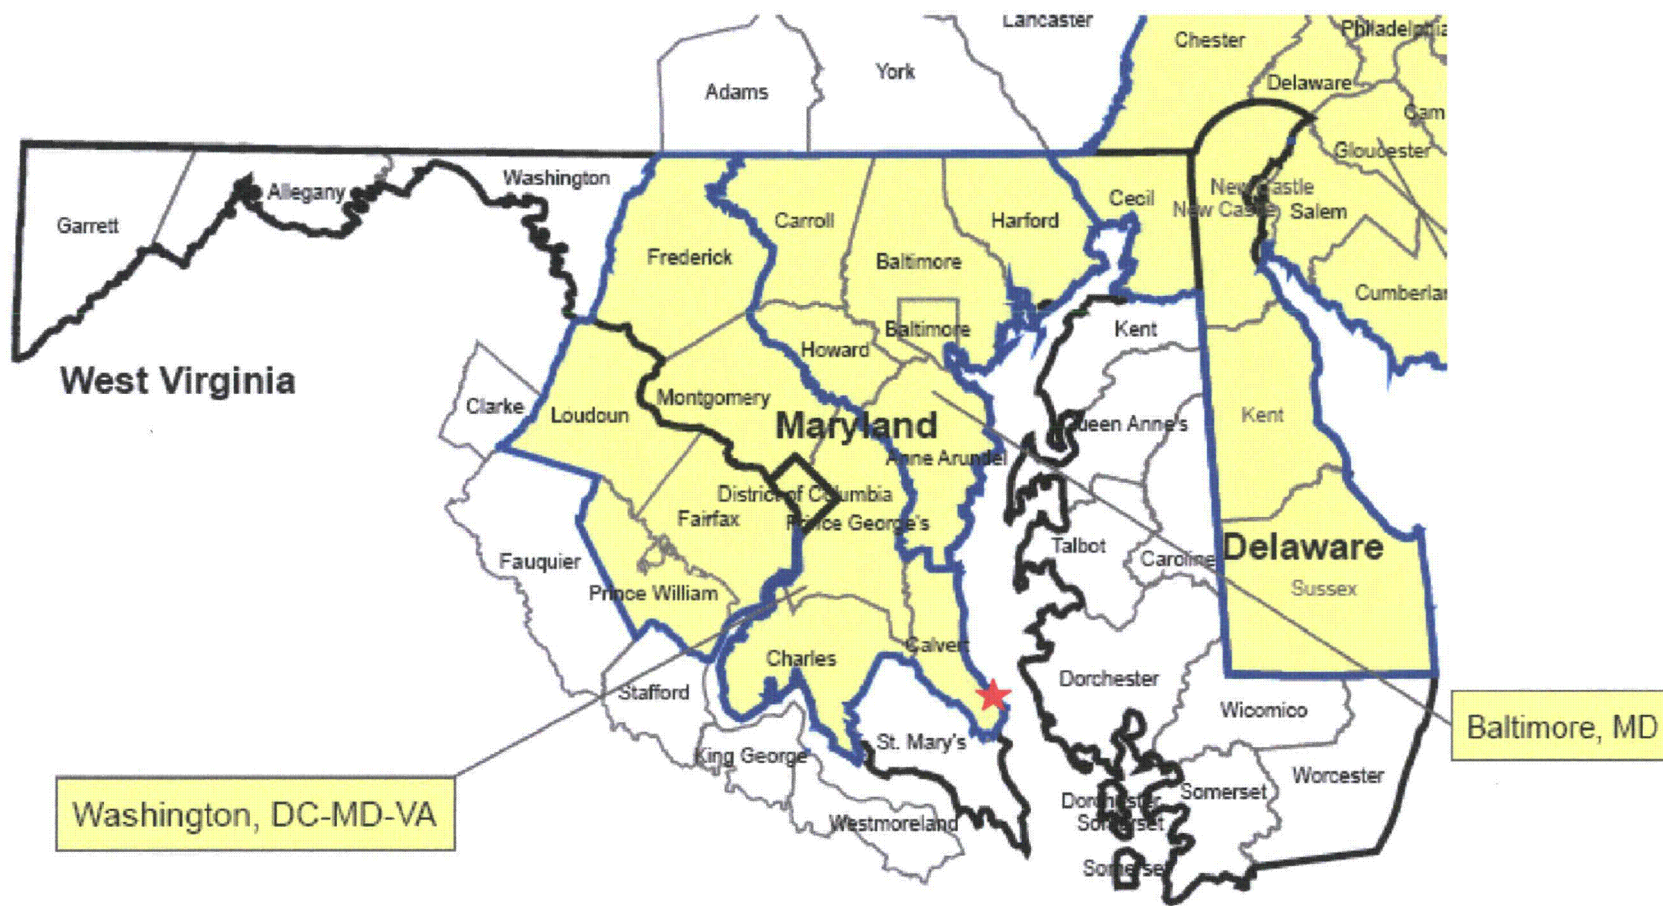 Lancaster
Philadelphia
Chester
York
Delaware
Adams
Gloucester
Washington
Allegany
New Castle
Cecil
New Castle
Salem
Garrett
Carroll
Harford
Frederick
Baltimore
Baltimore
Kent
Howard
West Virginia
Clarke
Loudoun
Montgomery
Maryland
Kent
Queen Anne's
Anne Arundel
District of Columbia
Fairfax
Prince George's
Talbot
Caroline
Delaware
Fauquier
Prince William
Sussex
Calvert
Charles
Stafford
Dorchester
Wicomico
Baltimore, MD
St. Mary's
King George
Worcester
Somerset
Dorchester
Somerset
Washington, DC-MD-VA
Westmoreland
Somerset